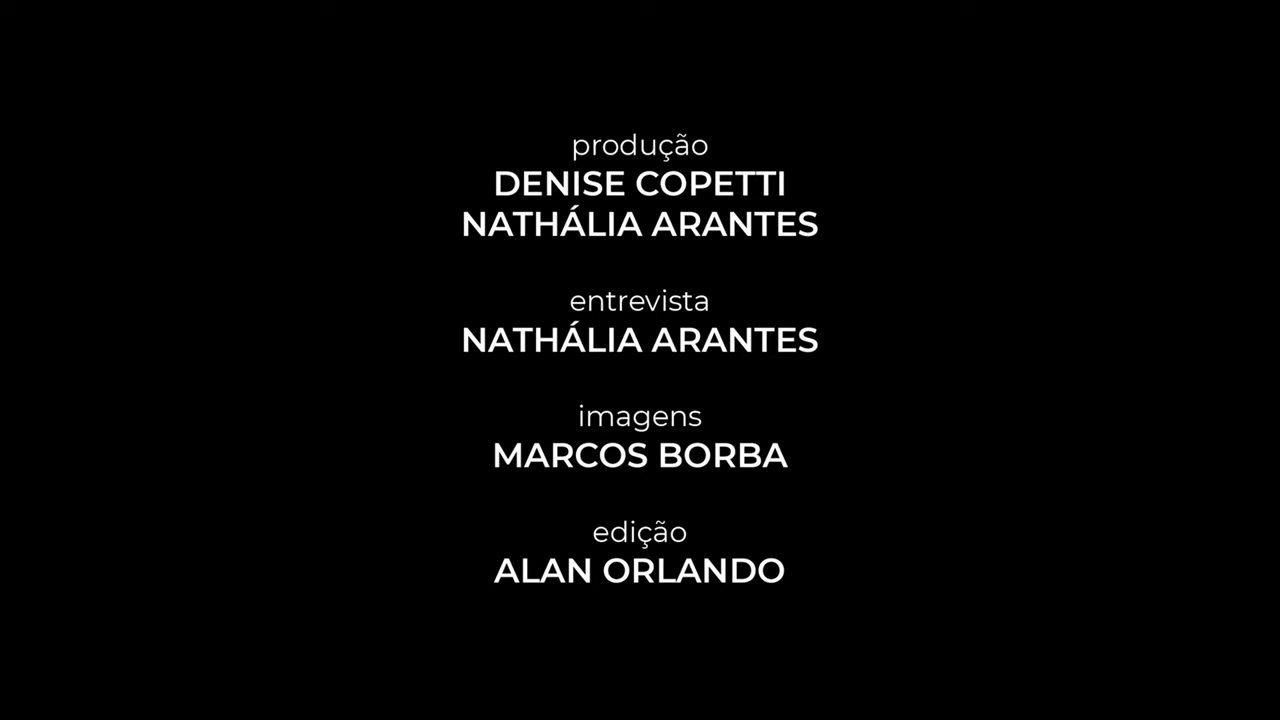 produção
DENISE COPETTI
NATHÁLIA ARANTES
entrevista
NATHÁLIA ARANTES
imagens
MARCOS BORBA
edição
ALAN ORLANDO